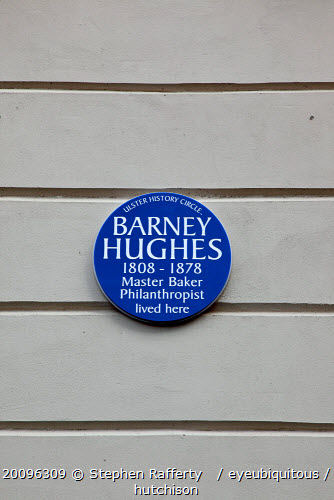 ULSTER HISTORY CIRCLE
BARNEY
HUGHES
1808 - 1878
Master Baker
Philanthropist
lived here
20096309 © Stephen Rafferty / eyeubiquitous /
hutchison